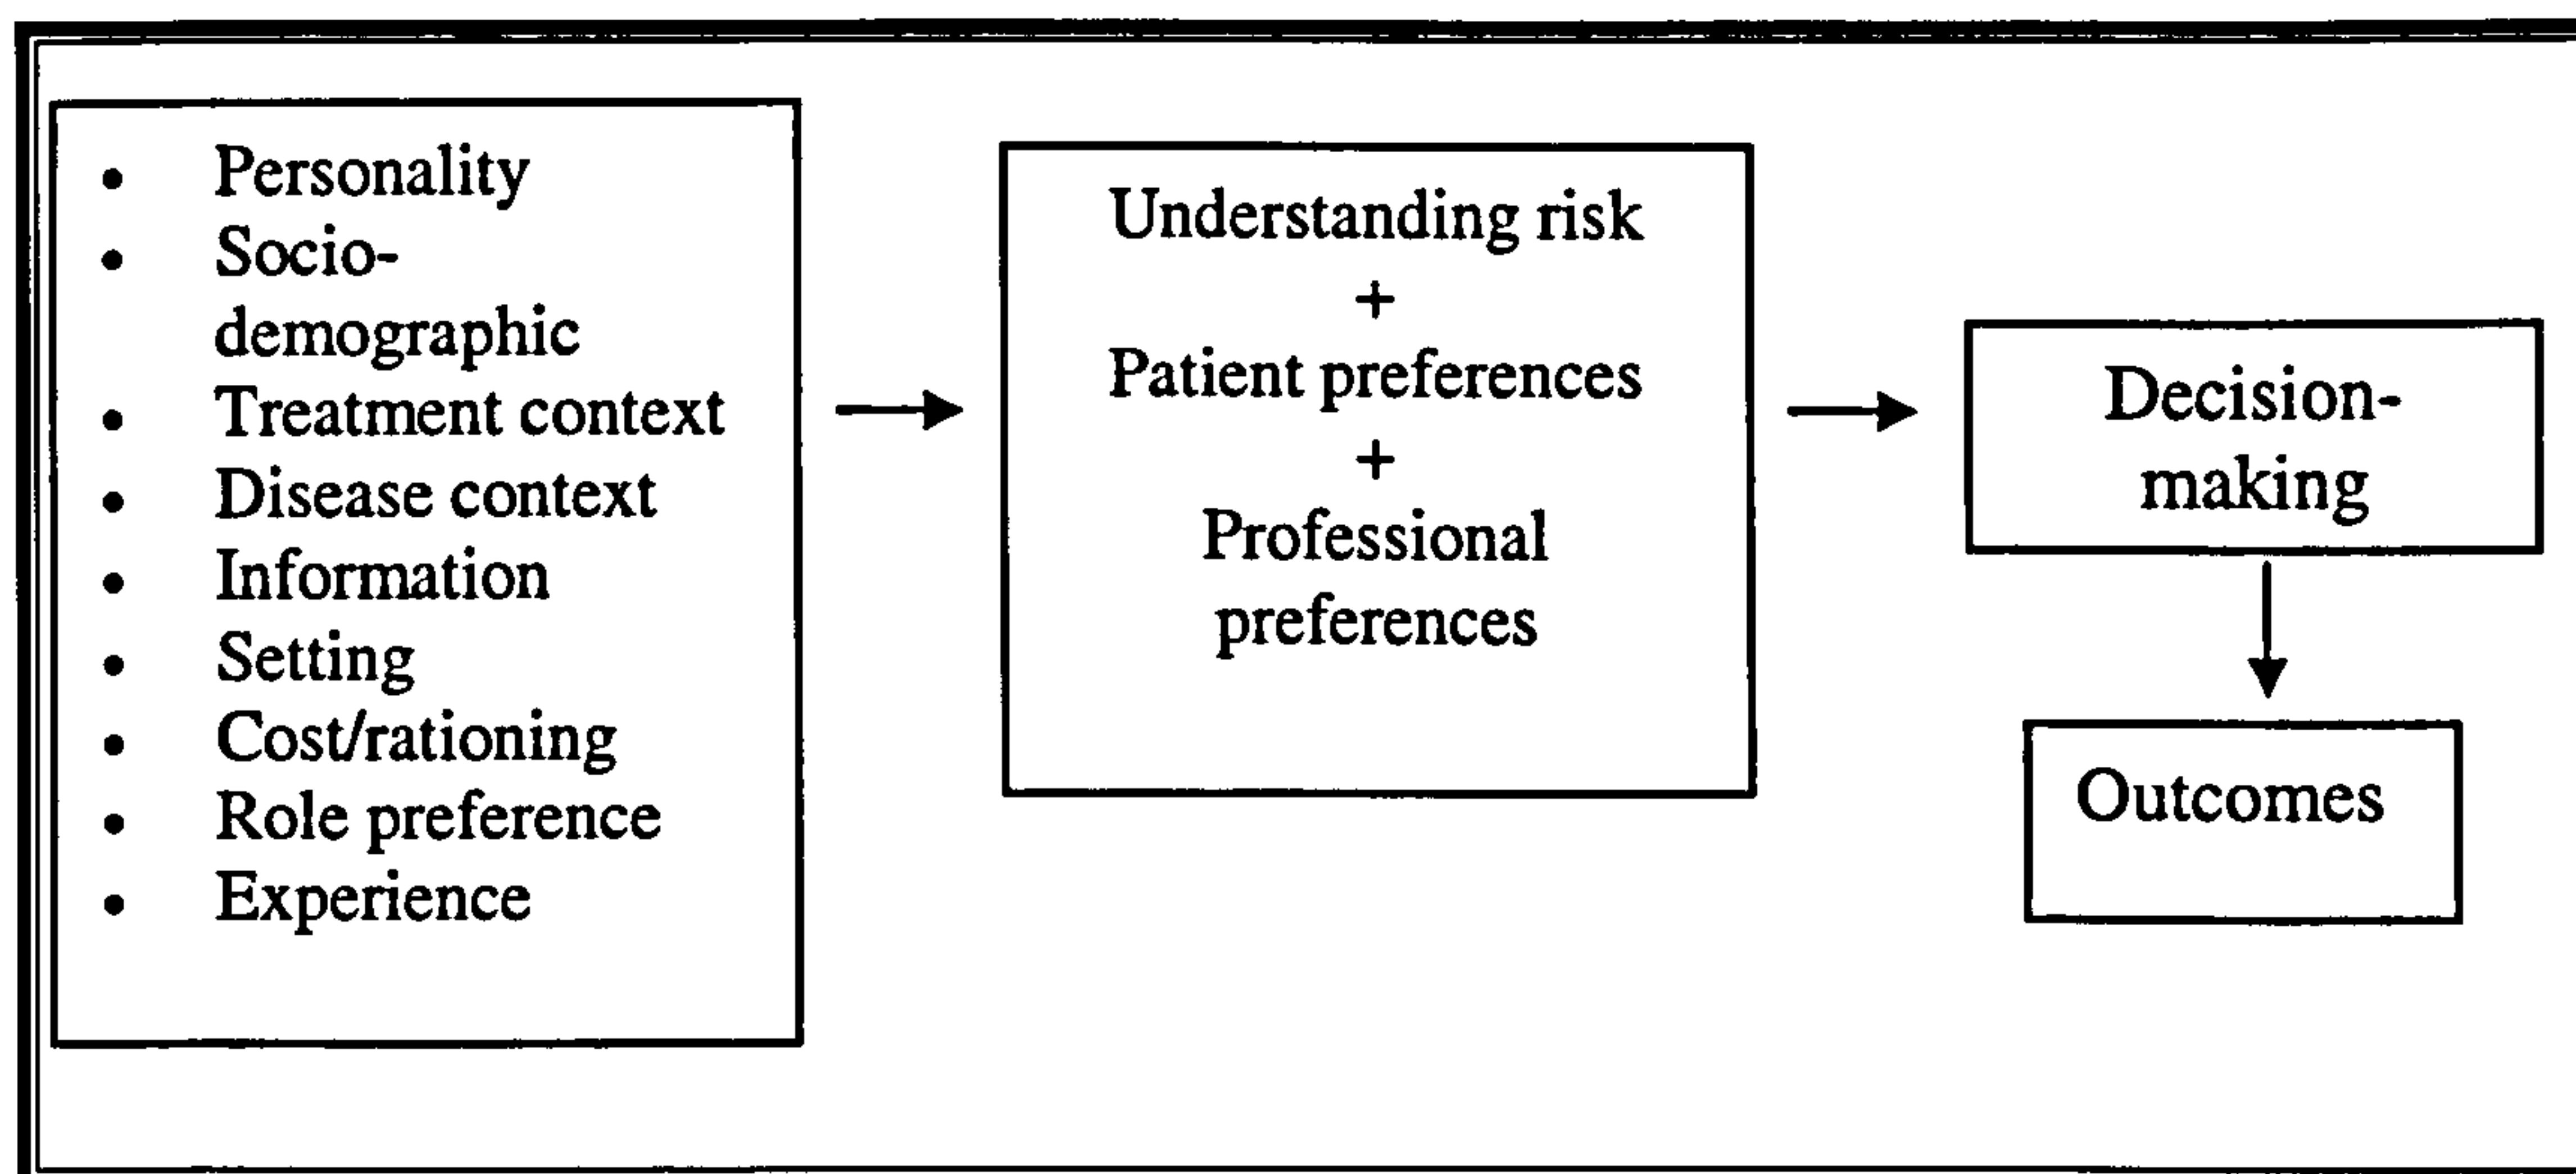 • Personality
• Socio-
demographic
• Treatment context
• Disease context
• Information
• Setting
• Cost/rationing
• Role preference
• Experience
Understanding risk
+
Patient preferences
+
Professional
preferences
Decision-
making
Outcomes